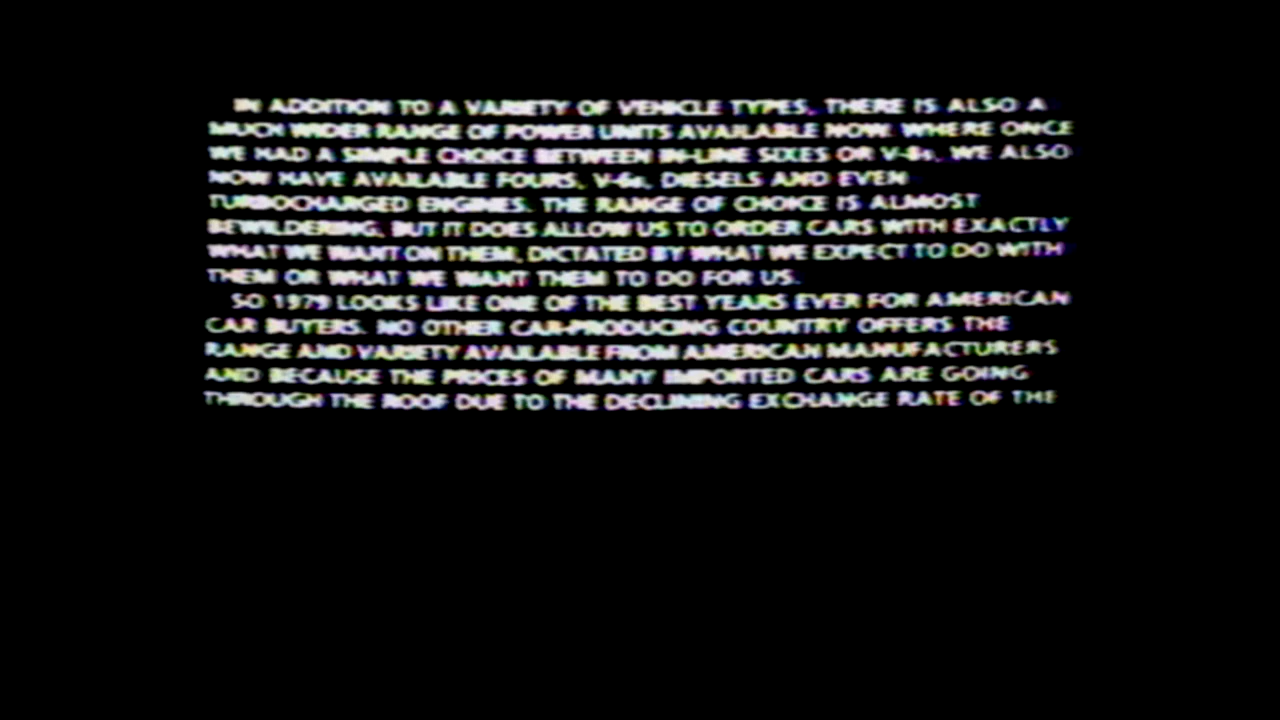 IN ADDITION TO A VARIETY OF VEHICLE TYPES, THERE IS ALSO A
MUCH WIDER RANGE OF POWER UNITS AVAILABLE NOW. WHERE ONCE
WE HAD A SIMPLE CHOICE BETWEEN IN-LINE SIXES OR V-8s, WE ALSO
NOW HAVE AVAILABLE FOURS, V-6s, DIESELS AND EVEN
TURBOCHARGED ENGINES. THE RANGE OF CHOICE IS ALMOST
BEWILDERING, BUT IT DOES ALLOW US TO ORDER CARS WITH EXACTLY
WHAT WE WANT ON THEM, DICTATED BY WHAT WE EXPECT TO DO WITH
THEM OR WHAT WE WANT THEM TO DO FOR US.
SO 1979 LOOKS LIKE ONE OF THE BEST YEARS EVER FOR AMERICAN
CAR BUYERS. NO OTHER CAR-PRODUCING COUNTRY OFFERS THE
RANGE AND VARIETY AVAILABLE FROM AMERICAN MANUFACTURERS
AND BECAUSE THE PRICES OF MANY IMPORTED CARS ARE GOING
THROUGH THE ROOF DUE TO THE DECLINING EXCHANGE RATE OF THE